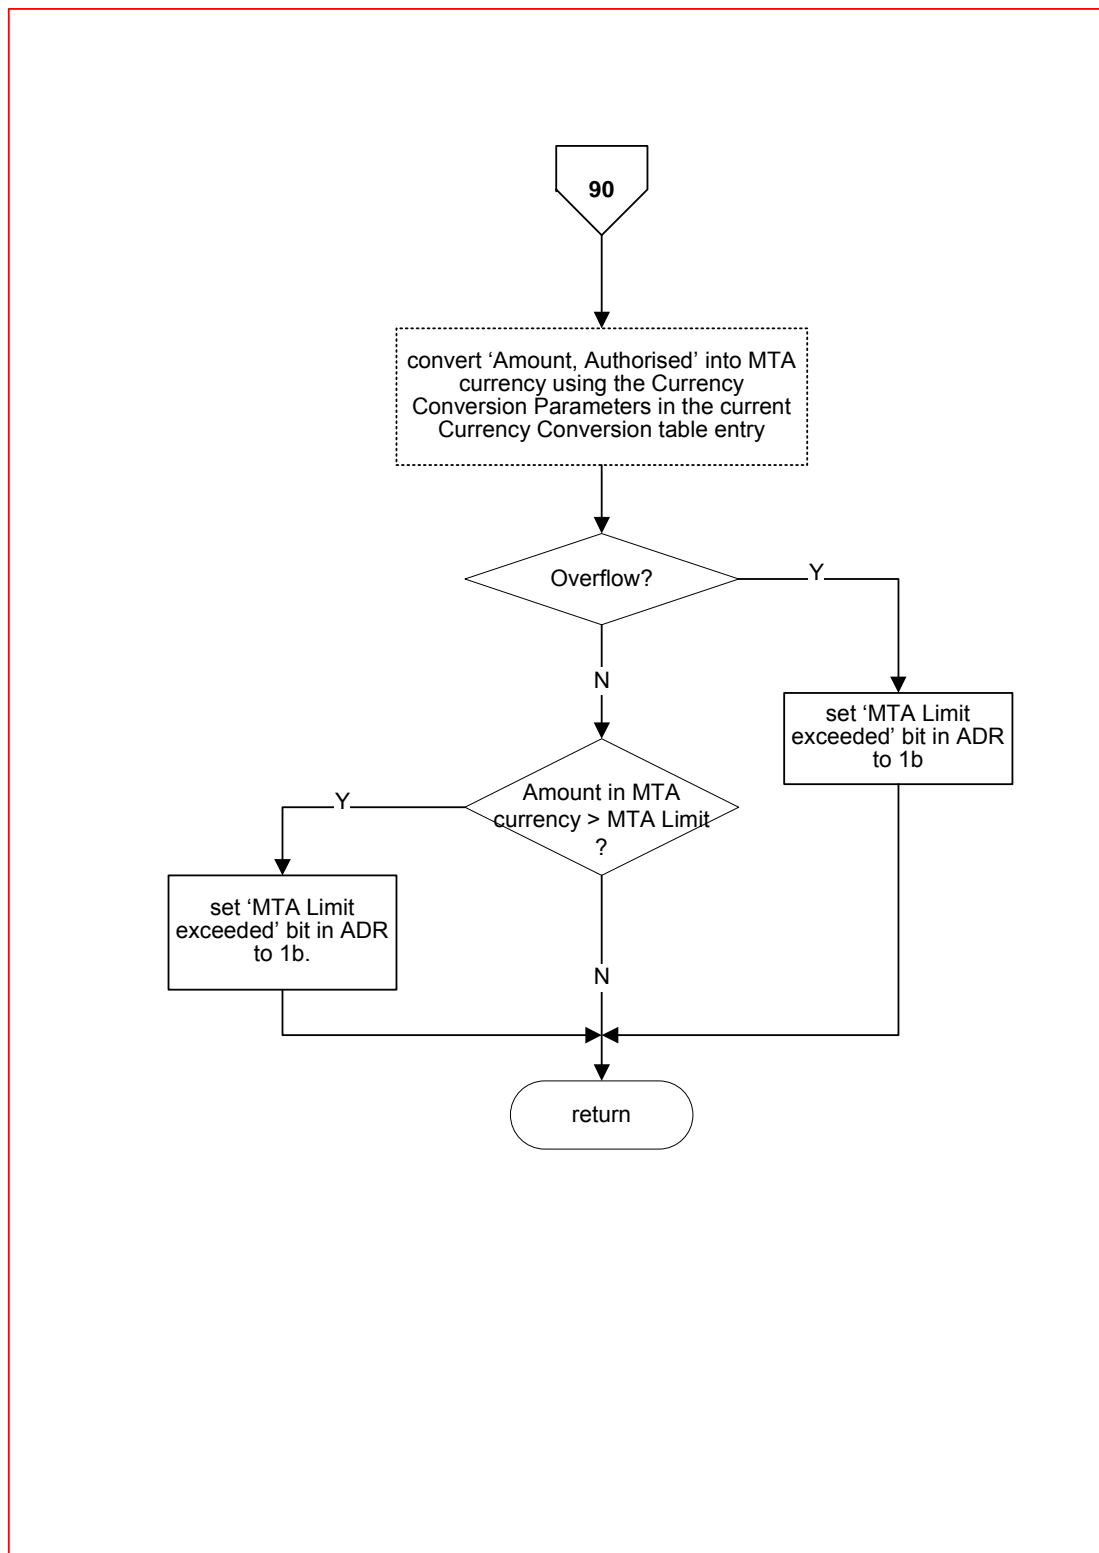 90
convert ‘Amount, Authorised’ into MTA
currency using the Currency
Conversion Parameters in the current
Currency Conversion table entry
Overflow?
Y
N
set ‘MTA Limit
exceeded’ bit in ADR
to 1b
Amount in MTA
currency > MTA Limit
?
Y
set ‘MTA Limit
exceeded’ bit in ADR
to 1b.
N
return